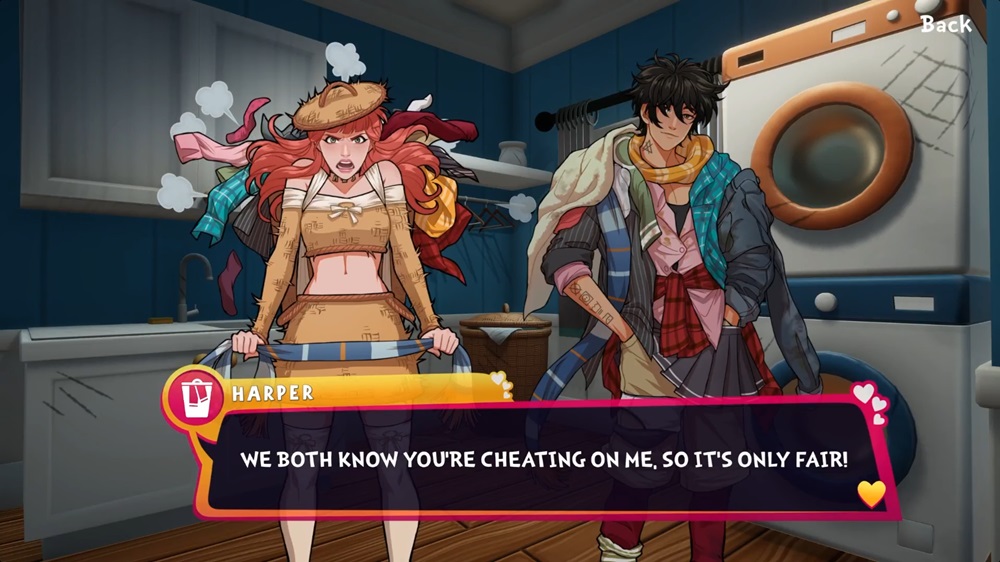 Back
HARPER
WE BOTH KNOW YOU'RE CHEATING ON ME, SO IT'S ONLY FAIR!